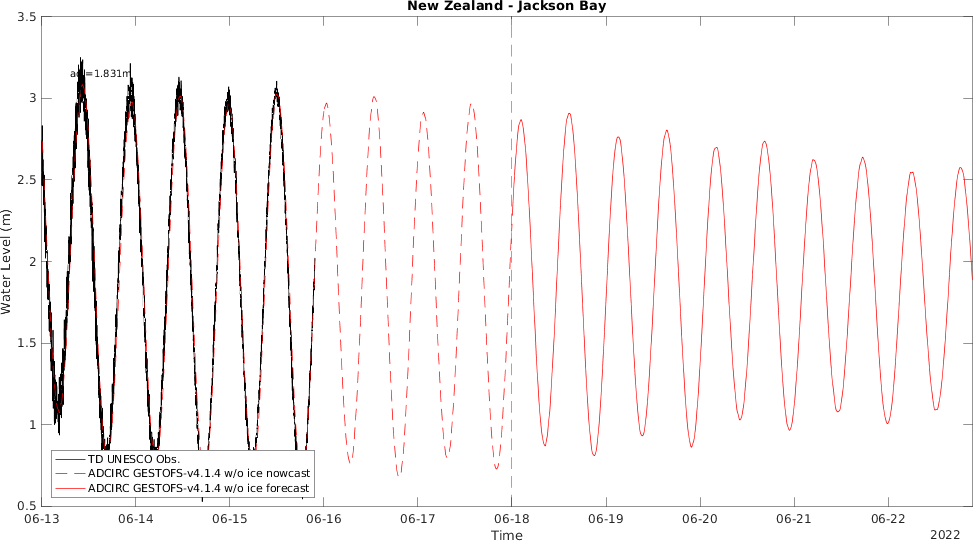 New Zealand - Jackson Bay
3.5
3
2.5
2
1.5
1
0.5
Water Level (m)
=1.831m
TD UNESCO Obs.
ADCIRC GESTOFS-v4.1.4 w/o ice nowcast
ADCIRC GESTOFS-v4.1.4 w/o ice forecast
06-13
06-14
06-15
06-16
06-17
06-18
06-19
06-20
06-21
06-22
Time
2022